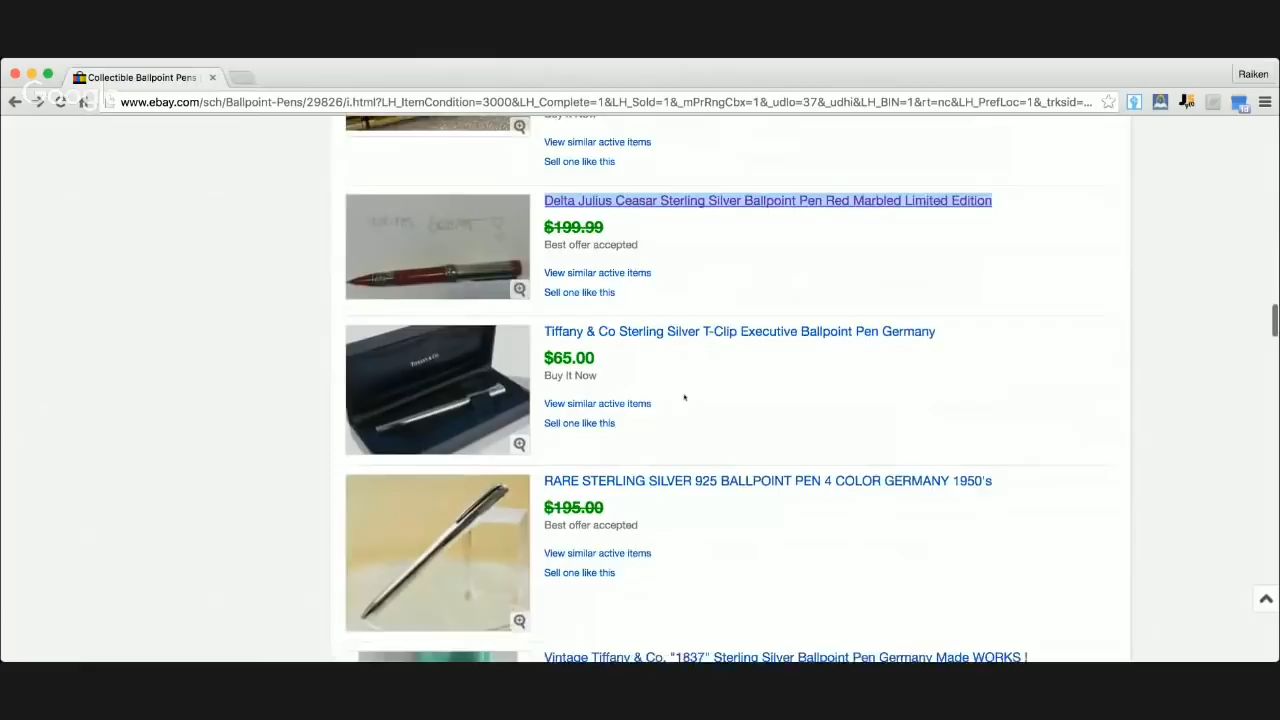 Collectible Ballpoint Pens
Raiken
Google
www.ebay.com/sch/Ballpoint-Pens/29826/i.html?LH_ItemCondition=3000&LH_Complete=1&LH_Sold=1&_mPrRngCbx=1&_udlo=37&_udhi&LH_BIN=1&rt=nc&LH_PrefLoc=1&_trksid=...
Buy It Now
View similar active items
Sell one like this
Delta Julius Ceasar Sterling Silver Ballpoint Pen Red Marbled Limited Edition
$199.99
Best offer accepted
View similar active items
Sell one like this
Tiffany & Co Sterling Silver T-Clip Executive Ballpoint Pen Germany
TIFFANY & CO.
$65.00
Buy It Now
View similar active items
Sell one like this
RARE STERLING SILVER 925 BALLPOINT PEN 4 COLOR GERMANY 1950's
$195.00
Best offer accepted
View similar active items
Sell one like this
Vintage Tiffany & Co. "1837" Sterling Silver Ballpoint Pen Germany Made WORKS !